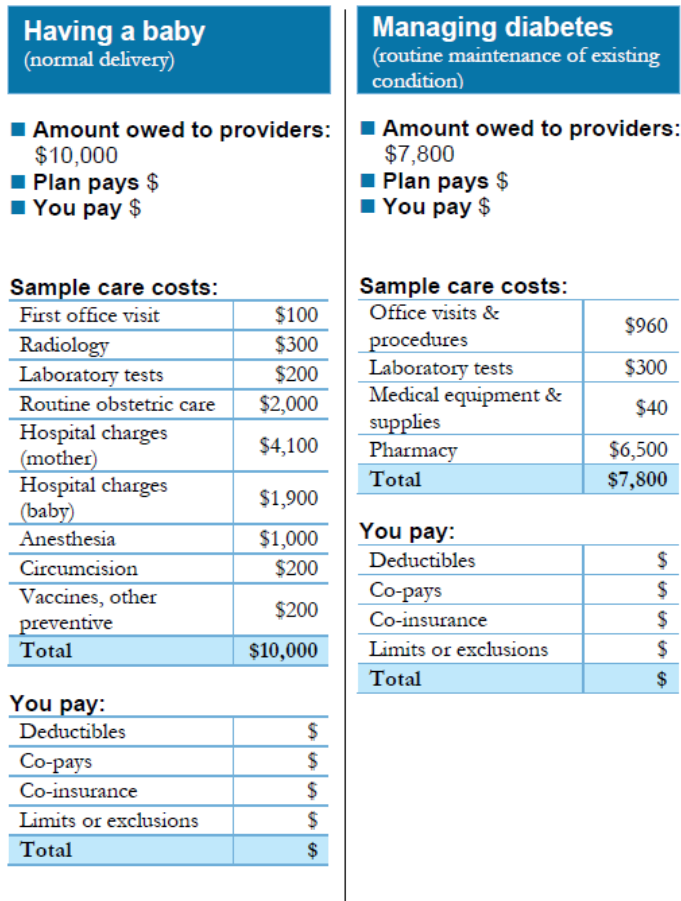 Having a baby
(normal delivery)
■ Amount owed to providers:
$10,000
■ Plan pays $
■ You pay $
Sample care costs:
First office visit $100
Radiology $300
Laboratory tests $200
Routine obstetric care $2,000
Hospital charges
(mother) $4,100
Hospital charges
(baby) $1,900
Anesthesia $1,000
Circumcision $200
Vaccines, other
preventive $200
Total $10,000
You pay:
Deductibles $
Co-pays $
Co-insurance $
Limits or exclusions $
Total $
Managing diabetes
(routine maintenance of existing
condition)
■ Amount owed to providers:
$7,800
■ Plan pays $
■ You pay $
Sample care costs:
Office visits &
procedures $960
Laboratory tests $300
Medical equipment &
supplies $40
Pharmacy $6,500
Total $7,800
You pay:
Deductibles $
Co-pays $
Co-insurance $
Limits or exclusions $
Total $